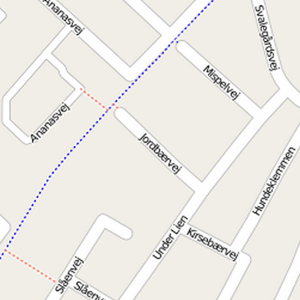 Ananasvej
Svalegårdsvej
Mispelvej
Ananasvej
Jordbærvej
Hundeklemmen
Under Lien
Kirsebærvej
Slåenvej
Slåenvej